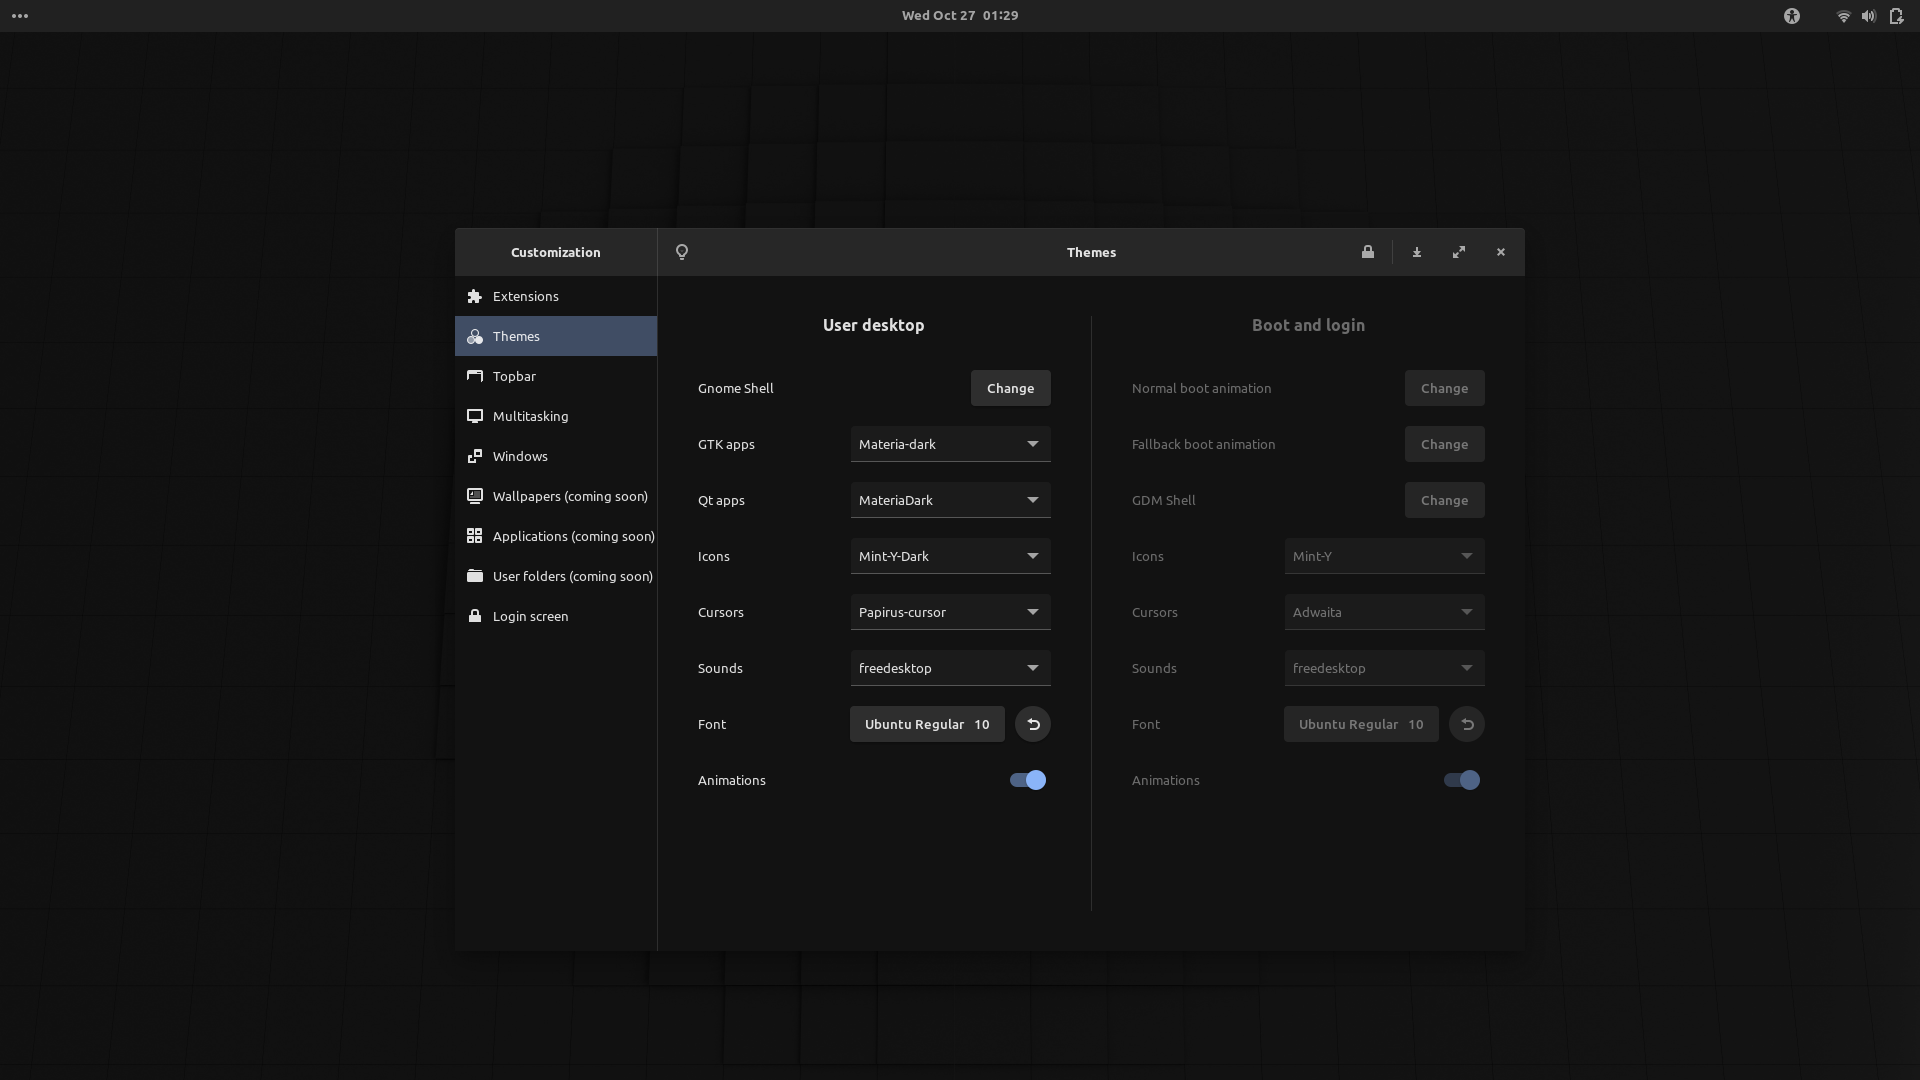 Wed Oct 27  01:29
Customization
Themes
Extensions
Themes
Topbar
Multitasking
Windows
Wallpapers (coming soon)
Applications (coming soon)
User folders (coming soon)
Login screen
User desktop
Gnome Shell
Change
GTK apps
Materia-dark
Qt apps
MateriaDark
Icons
Mint-Y-Dark
Cursors
Papirus-cursor
Sounds
freedesktop
Font
Ubuntu Regular 10
Animations
Boot and login
Normal boot animation
Change
Fallback boot animation
Change
GDM Shell
Change
Icons
Mint-Y
Cursors
Adwaita
Sounds
freedesktop
Font
Ubuntu Regular 10
Animations